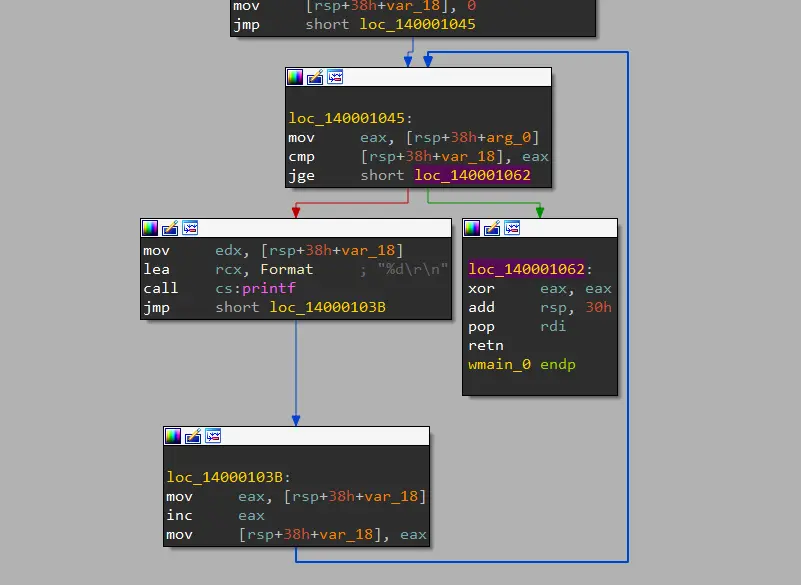 mov [rsp+38h+var_18], 0
jmp short loc_140001045
loc_140001045:
mov eax, [rsp+38h+arg_0]
cmp [rsp+38h+var_18], eax
jge short loc_140001062
mov edx, [rsp+38h+var_18]
lea rcx, Format ; "%d\r\n"
call cs:printf
jmp short loc_14000103B
loc_140001062:
xor eax, eax
add rsp, 30h
pop rdi
retn
wmain_0 endp
loc_14000103B:
mov eax, [rsp+38h+var_18]
inc eax
mov [rsp+38h+var_18], eax